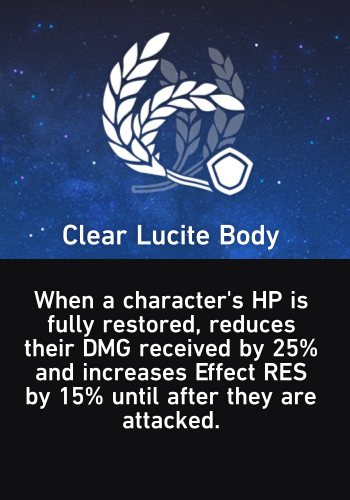 Clear Lucite Body
When a character's HP is
fully restored, reduces
their DMG received by 25%
and increases Effect RES
by 15% until after they are
attacked.